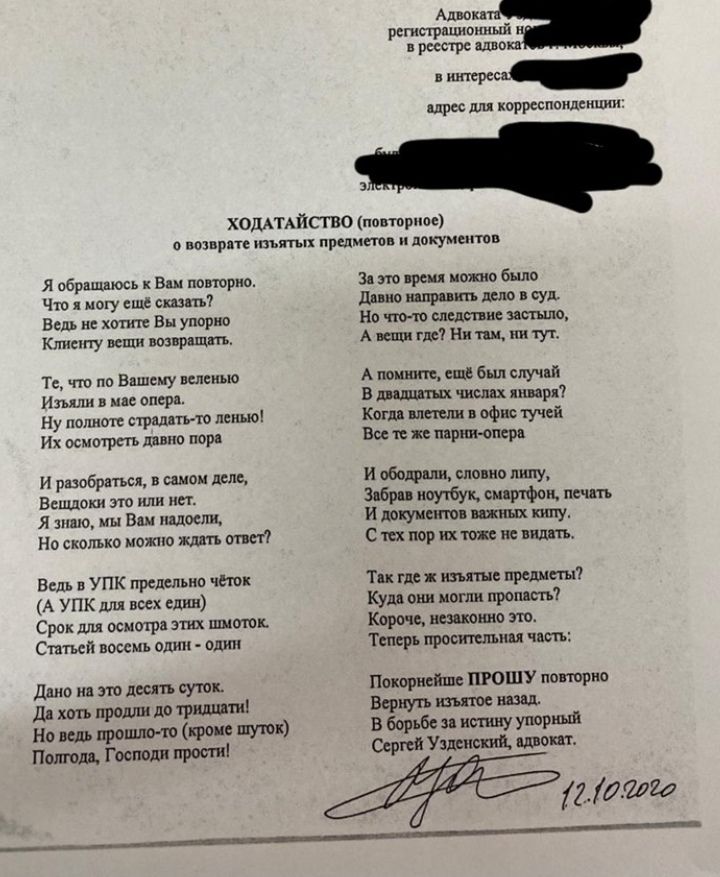 Адвоката
регистрационный
в реестре адвокатов г. Москвы,
в интересах
адрес для корреспонденции:
ХОДАТАЙСТВО (повторное)
о возврате изъятых предметов и документов
Я обращаюсь к Вам повторно.
Что я могу ещё сказать?
Ведь не хотите Вы упорно
Клиенту вещи возвращать.
Те, что по Вашему веленью
Изъяли в мае опера.
Ну полноте страдать-то ленью!
Их осмотреть давно пора
И разобраться, в самом деле,
Вещдоки это или нет.
Я знаю, мы Вам надоели,
Но сколько можно ждать ответ?
Ведь в УПК предельно чёток
(А УПК для всех един)
Срок для осмотра этих шмоток.
Статьей восемь один - один
Дано на это десять суток.
Да хоть продли до тридцати!
Но ведь прошло-то (кроме шуток)
Полгода, Господи прости!
За это время можно было
Давно направить дело в суд.
Но что-то следствие застыло,
А вещи где? Ни там, ни тут.
А помните, ещё был случай
В двадцатых числах января?
Когда влетели в офис тучей
Все те же парни-опера
И ободрали, словно липу,
Забрав ноутбук, смартфон, печать
И документов важных кипу.
С тех пор их тоже не видать.
Так где ж изъятые предметы?
Куда они могли пропасть?
Короче, незаконно это.
Теперь просительная часть:
Покорнейше ПРОШУ повторно
Вернуть изъятое назад.
В борьбе за истину упорный
Сергей Узденский, адвокат.
12.10.2020